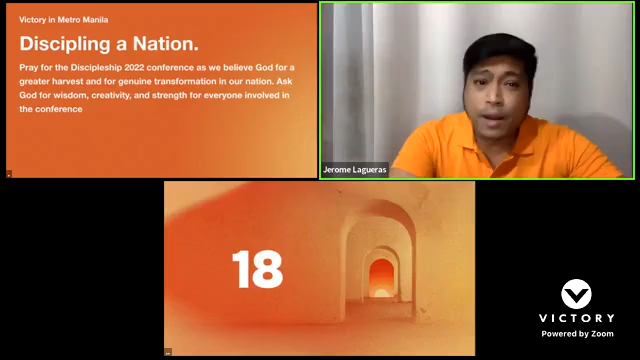 Victory in Metro Manila
Discipling a Nation.
Pray for the Discipleship 2022 conference as we believe God for a
greater harvest and for genuine transformation in our nation. Ask
God for wisdom, creativity, and strength for everyone involved in
the conference
Jerome Lagueras
18
VICTORY
Powered by Zoom